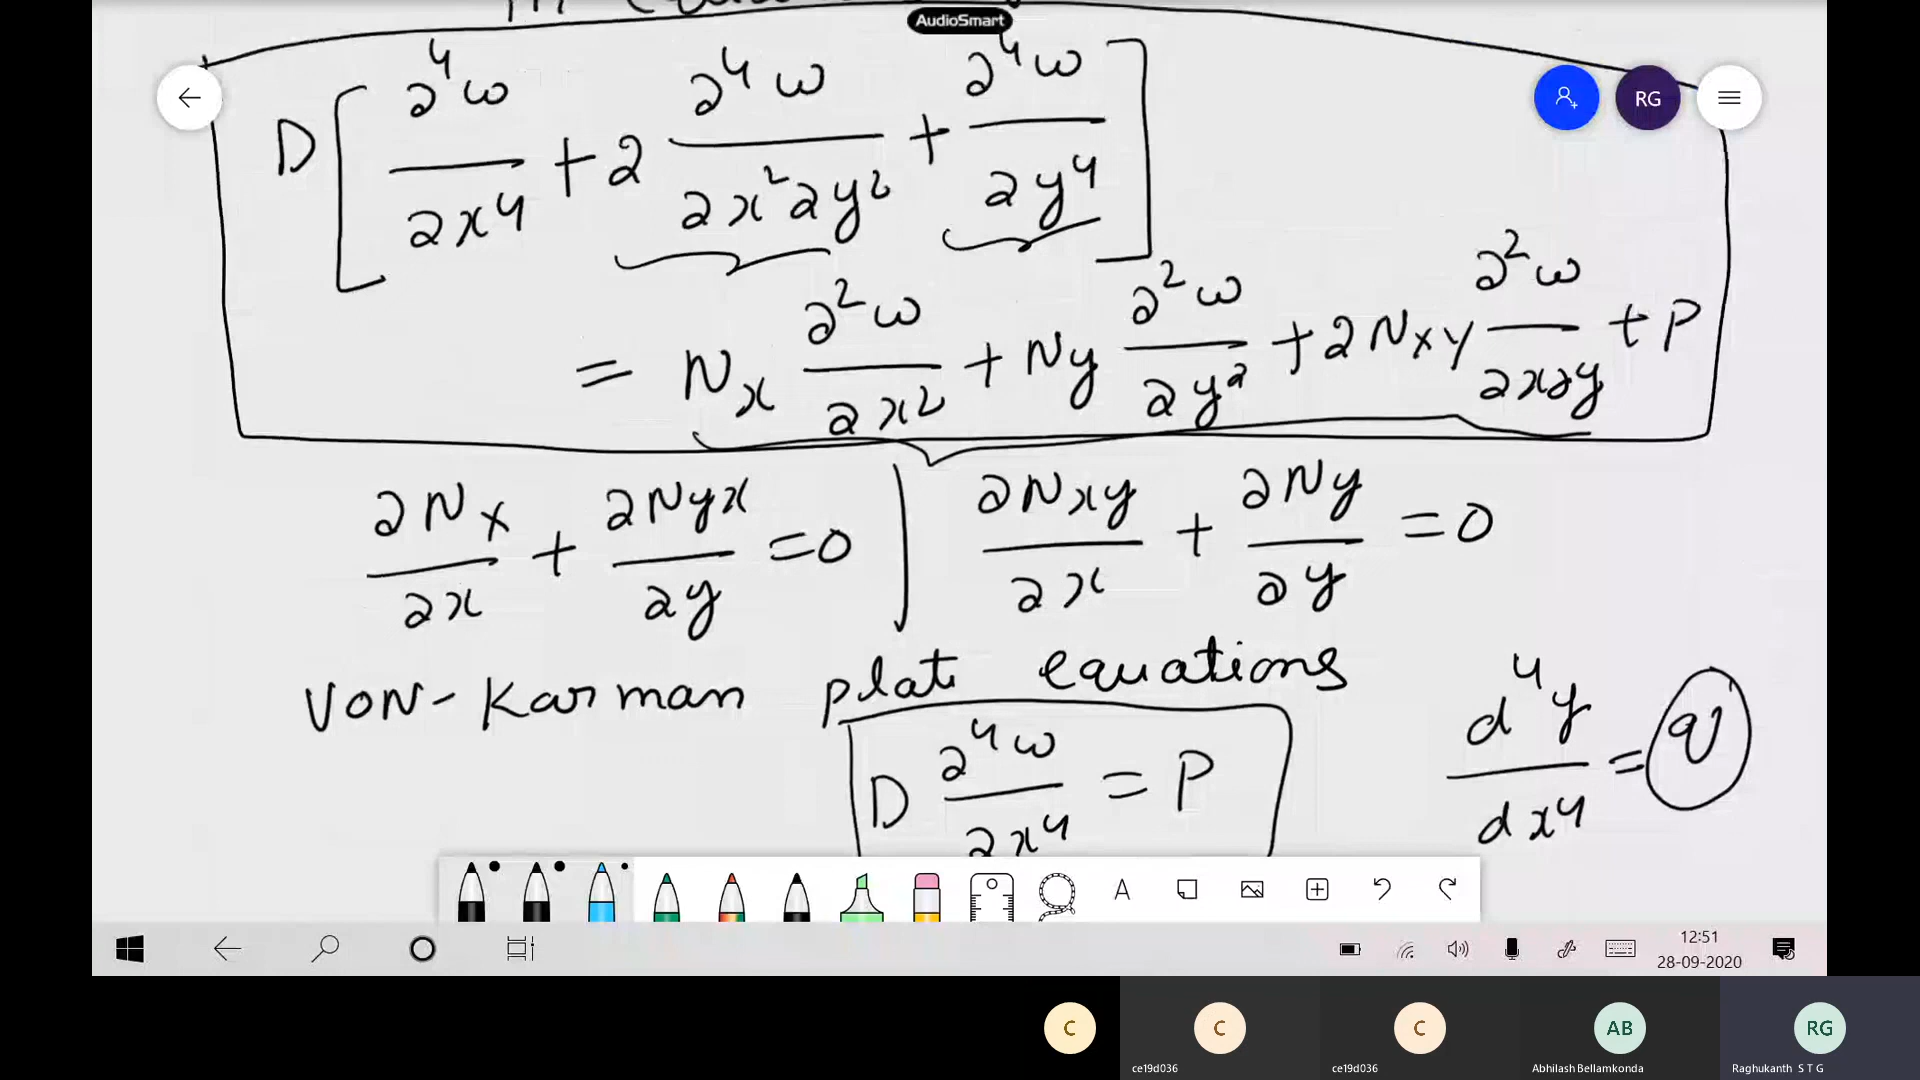 AudioSmart
RG
D [ ∂⁴ω/∂x⁴ + 2 ∂⁴ω/∂x²∂y² + ∂⁴ω/∂y⁴ ]
= Nx ∂²ω/∂x² + Ny ∂²ω/∂y² + 2Nxy ∂²ω/∂x∂y + P
∂Nx/∂x + ∂Nyx/∂y = 0 | ∂Nxy/∂x + ∂Ny/∂y = 0
VON-Karman plate equations
D ∂⁴ω/∂x⁴ = P
d⁴y/dx⁴ = q
A
12:51
28-09-2020
C
C
C
AB
RG
ce19d036
ce19d036
Abhilash Bellamkonda
Raghukanth S T G